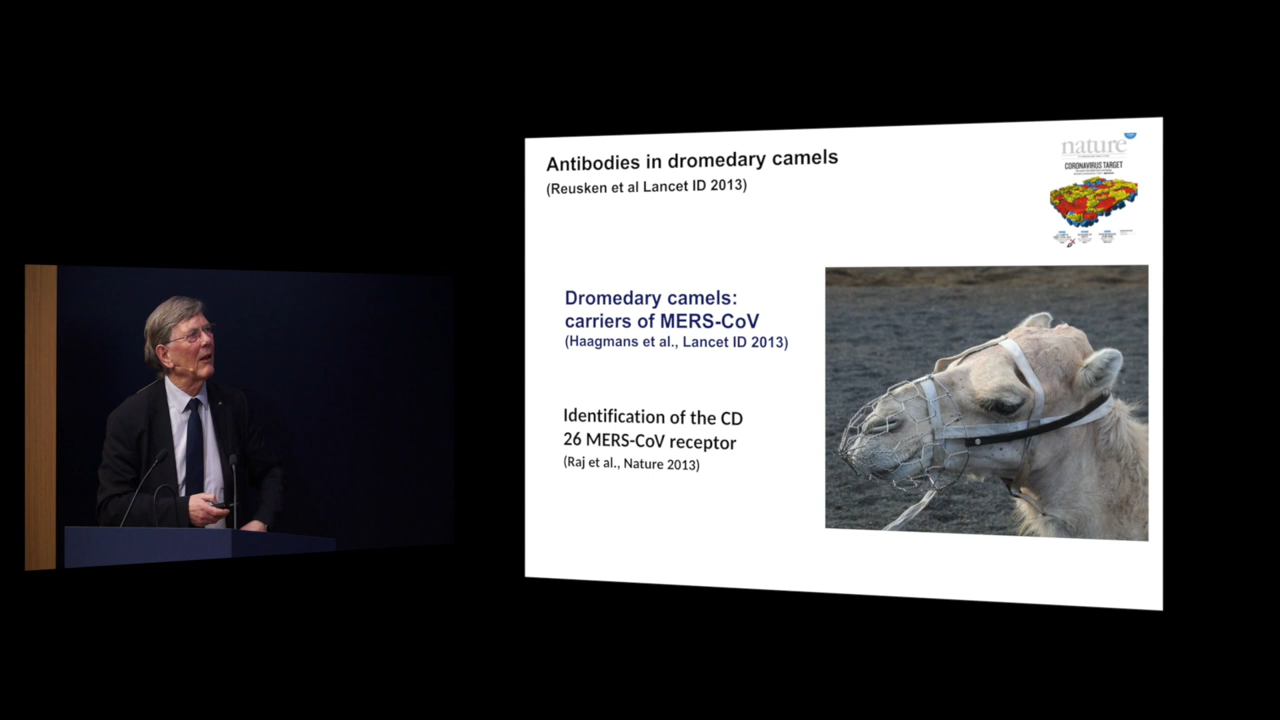 Antibodies in dromedary camels
(Reusken et al Lancet ID 2013)
nature
CORONAVIRUS TARGET
Dromedary camels:
carriers of MERS-CoV
(Haagmans et al., Lancet ID 2013)
Identification of the CD
26 MERS-CoV receptor
(Raj et al., Nature 2013)